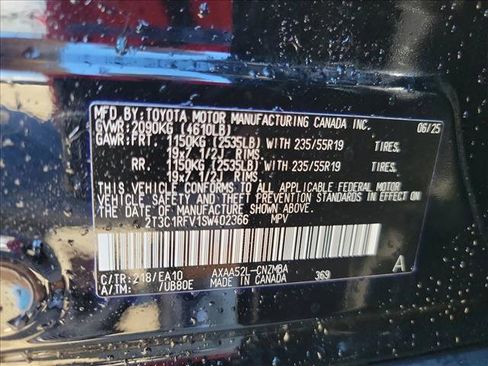 MFD.BY: TOYOTA MOTOR MANUFACTURING CANADA INC. 06/25
GVWR: 2090KG (4610LB)
GAWR: FRT. 1150KG (2535LB) WITH 235/55R19 TIRES,
19x7 1/2J RIMS
RR. 1150KG (2535LB) WITH 235/55R19 TIRES,
19x7 1/2J RIMS
THIS VEHICLE CONFORMS TO ALL APPLICABLE FEDERAL MOTOR
VEHICLE SAFETY AND THEFT PREVENTION STANDARDS IN EFFECT ON
THE DATE OF MANUFACTURE SHOWN ABOVE.
2T3C1RFV1SW402366 MPV
C/TR: 218/EA10 AXAA52L-CNZMBA 369 A
A/TM: /UB80E MADE IN CANADA